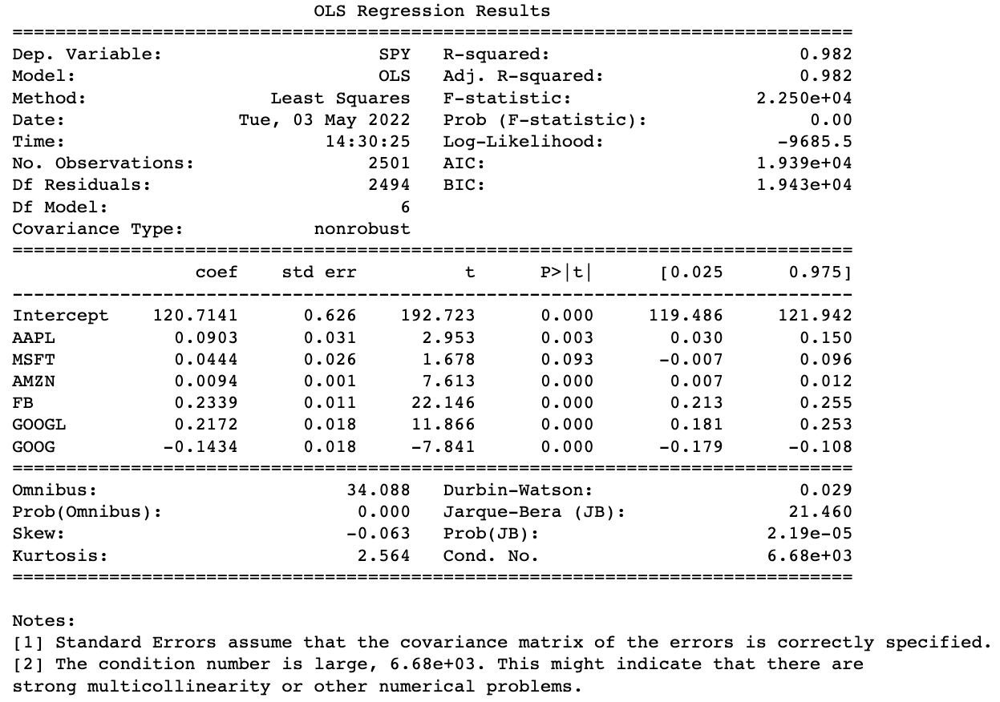 OLS Regression Results
==============================================================================
Dep. Variable:                    SPY   R-squared:                       0.982
Model:                            OLS   Adj. R-squared:                  0.982
Method:                 Least Squares   F-statistic:                 2.250e+04
Date:                Tue, 03 May 2022   Prob (F-statistic):               0.00
Time:                        14:30:25   Log-Likelihood:                -9685.5
No. Observations:                2501   AIC:                         1.939e+04
Df Residuals:                    2494   BIC:                         1.943e+04
Df Model:                           6
Covariance Type:            nonrobust
==============================================================================
                 coef    std err          t      P>|t|      [0.025      0.975]
------------------------------------------------------------------------------
Intercept    120.7141      0.626    192.723      0.000     119.486     121.942
AAPL           0.0903      0.031      2.953      0.003       0.030       0.150
MSFT           0.0444      0.026      1.678      0.093      -0.007       0.096
AMZN           0.0094      0.001      7.613      0.000       0.007       0.012
FB             0.2339      0.011     22.146      0.000       0.213       0.255
GOOGL          0.2172      0.018     11.866      0.000       0.181       0.253
GOOG          -0.1434      0.018     -7.841      0.000      -0.179      -0.108
==============================================================================
Omnibus:                       34.088   Durbin-Watson:                   0.029
Prob(Omnibus):                  0.000   Jarque-Bera (JB):               21.460
Skew:                          -0.063   Prob(JB):                     2.19e-05
Kurtosis:                       2.564   Cond. No.                     6.68e+03
==============================================================================
Notes:
[1] Standard Errors assume that the covariance matrix of the errors is correctly specified.
[2] The condition number is large, 6.68e+03. This might indicate that there are
strong multicollinearity or other numerical problems.